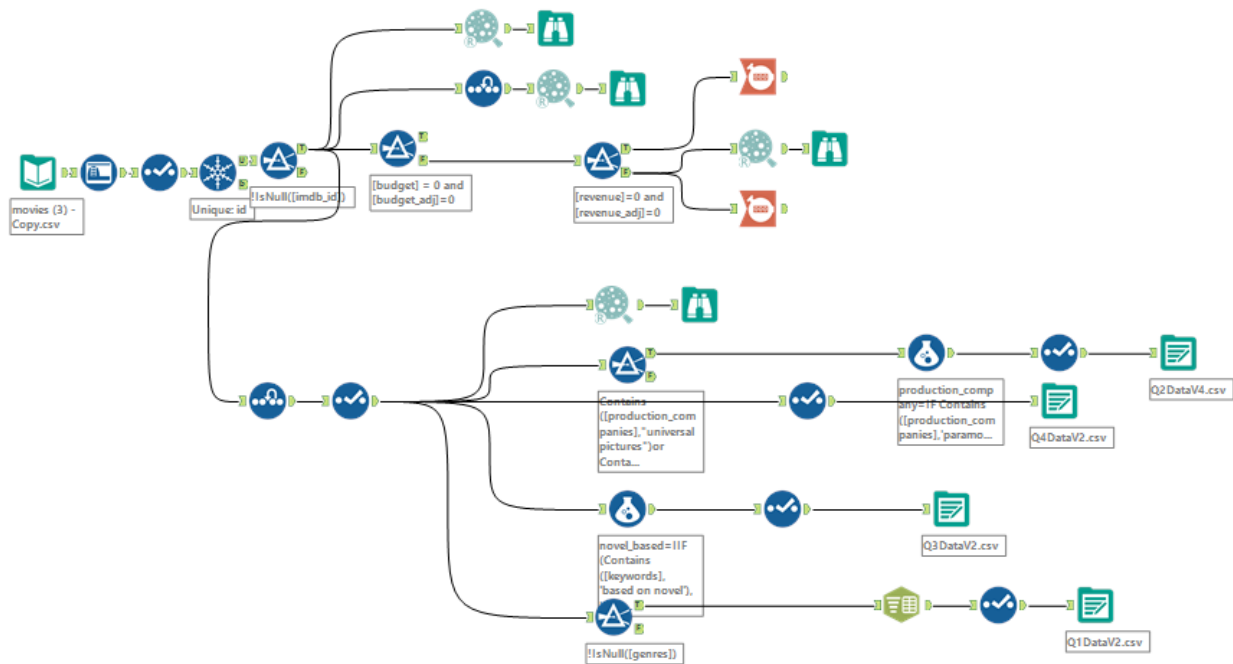 movies (3) -
Copy.csv
Unique: id
!IsNull([imdb_id])
[budget] = 0 and
[budget_adj]=0
[revenue]=0 and
[revenue_adj]=0
Contains
([production_com
panies],"universal
pictures")or
Conta...
production_comp
any=IF Contains
([production_com
panies],'paramo...
Q2DataV4.csv
Q4DataV2.csv
novel_based=IIF
(Contains
([keywords],
'based on novel'),
Q3DataV2.csv
!IsNull([genres])
Q1DataV2.csv
U
D
T
F
T
F
T
F
T
F
T
F
R
R
R
R